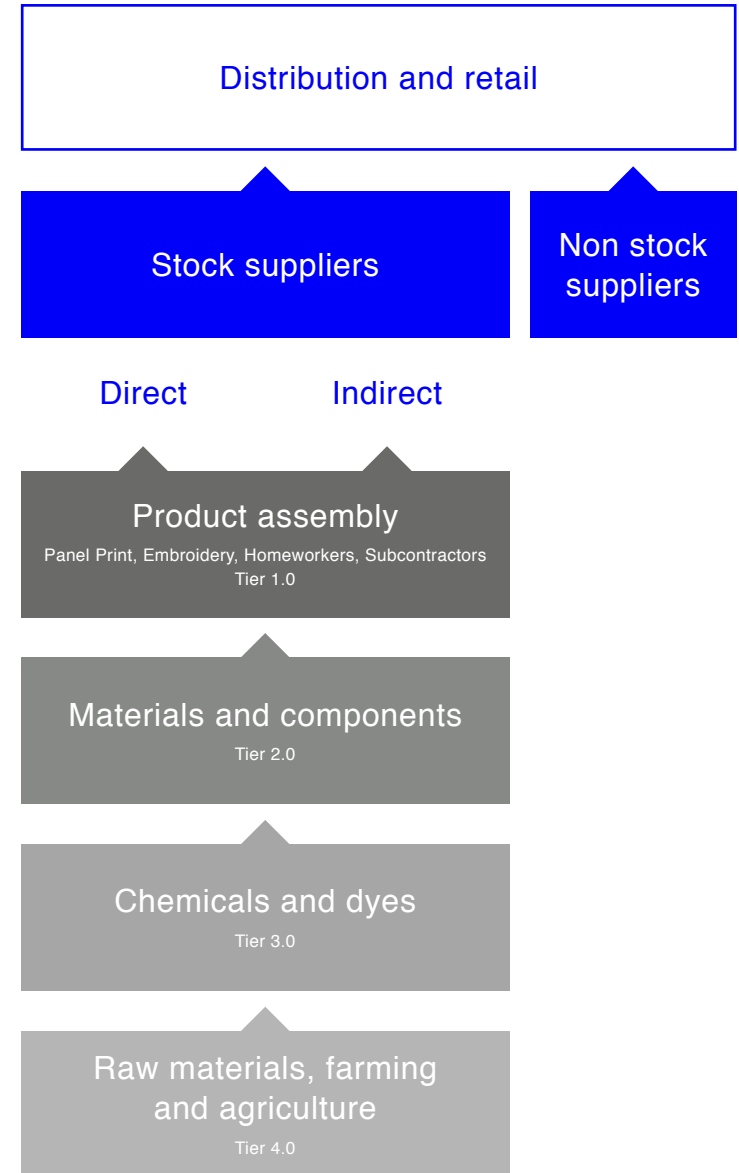 Distribution and retail
Stock suppliers
Non stock
suppliers
Direct
Indirect
Product assembly
Panel Print, Embroidery, Homeworkers, Subcontractors
Tier 1.0
Materials and components
Tier 2.0
Chemicals and dyes
Tier 3.0
Raw materials, farming
and agriculture
Tier 4.0